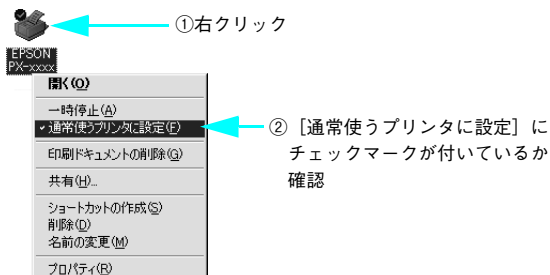 ①右クリック
EPSON
PX-xxxx
開く(O)
一時停止(A)
通常使うプリンタに設定(F)
②［通常使うプリンタに設定］に
チェックマークが付いているか
確認
印刷ドキュメントの削除(G)
共有(H)...
ショートカットの作成(S)
削除(D)
名前の変更(M)
プロパティ(R)